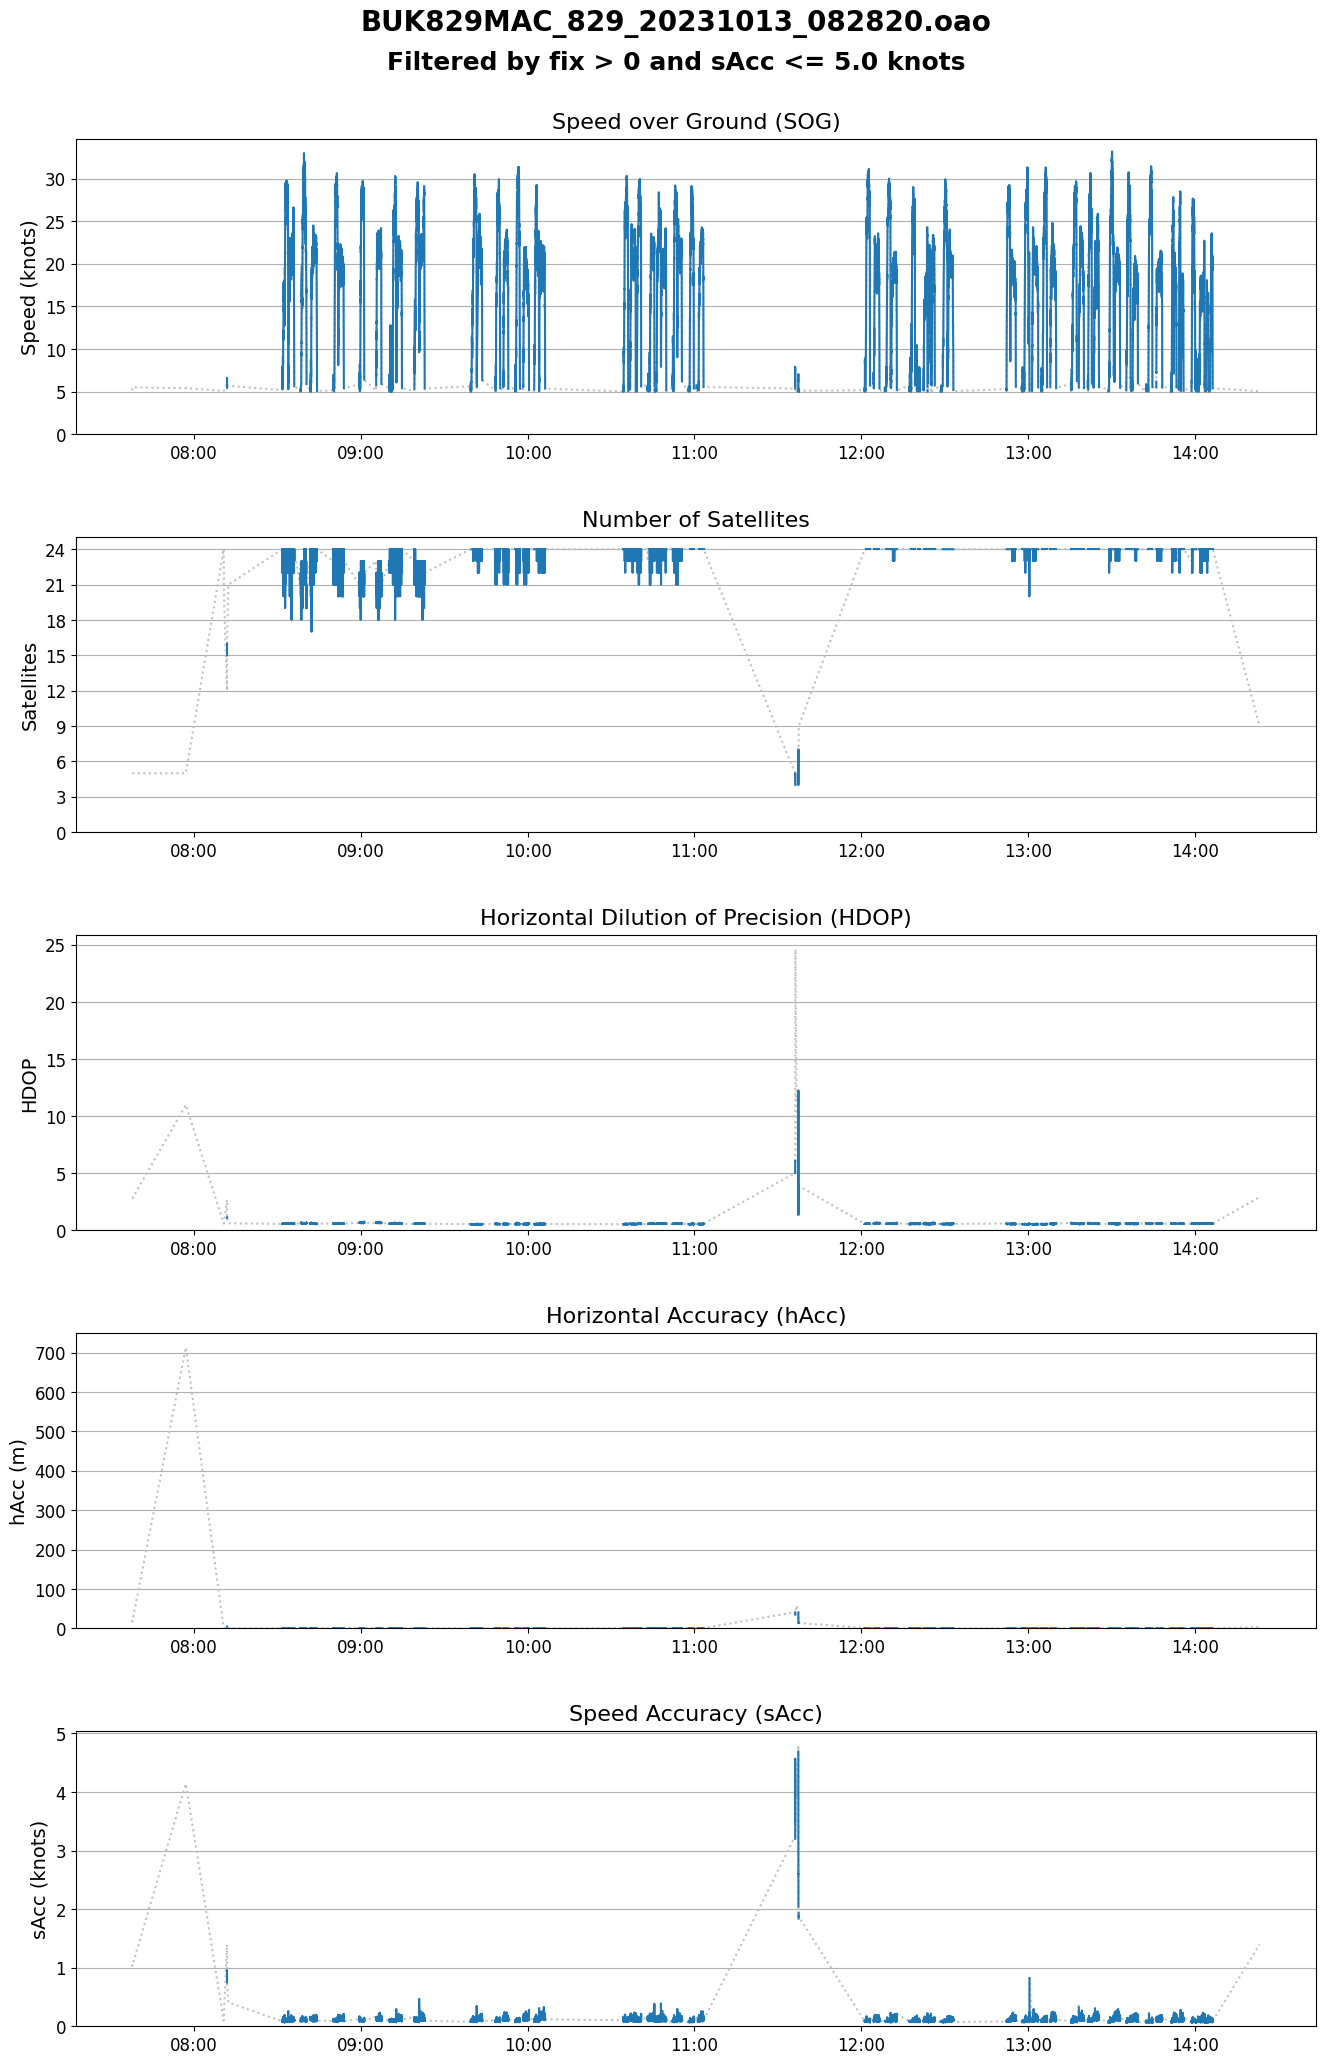 BUK829MAC_829_20231013_082820.oao
Filtered by fix > 0 and sAcc <= 5.0 knots
Speed over Ground (SOG)
Speed (knots)
30
25
20
15
10
5
0
08:00 09:00 10:00 11:00 12:00 13:00 14:00
Number of Satellites
Satellites
24
21
18
15
12
9
6
3
0
08:00 09:00 10:00 11:00 12:00 13:00 14:00
Horizontal Dilution of Precision (HDOP)
HDOP
25
20
15
10
5
0
08:00 09:00 10:00 11:00 12:00 13:00 14:00
Horizontal Accuracy (hAcc)
hAcc (m)
700
600
500
400
300
200
100
0
08:00 09:00 10:00 11:00 12:00 13:00 14:00
Speed Accuracy (sAcc)
sAcc (knots)
5
4
3
2
1
0
08:00 09:00 10:00 11:00 12:00 13:00 14:00